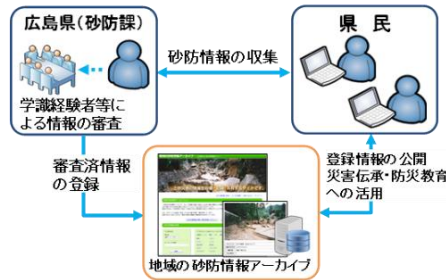 広島県（砂防課）
県 民
砂防情報の収集
学識経験者等に
よる情報の審査
審査済情報
の登録
登録情報の公開
災害伝承・防災教育
への活用
地域の砂防情報アーカイブ